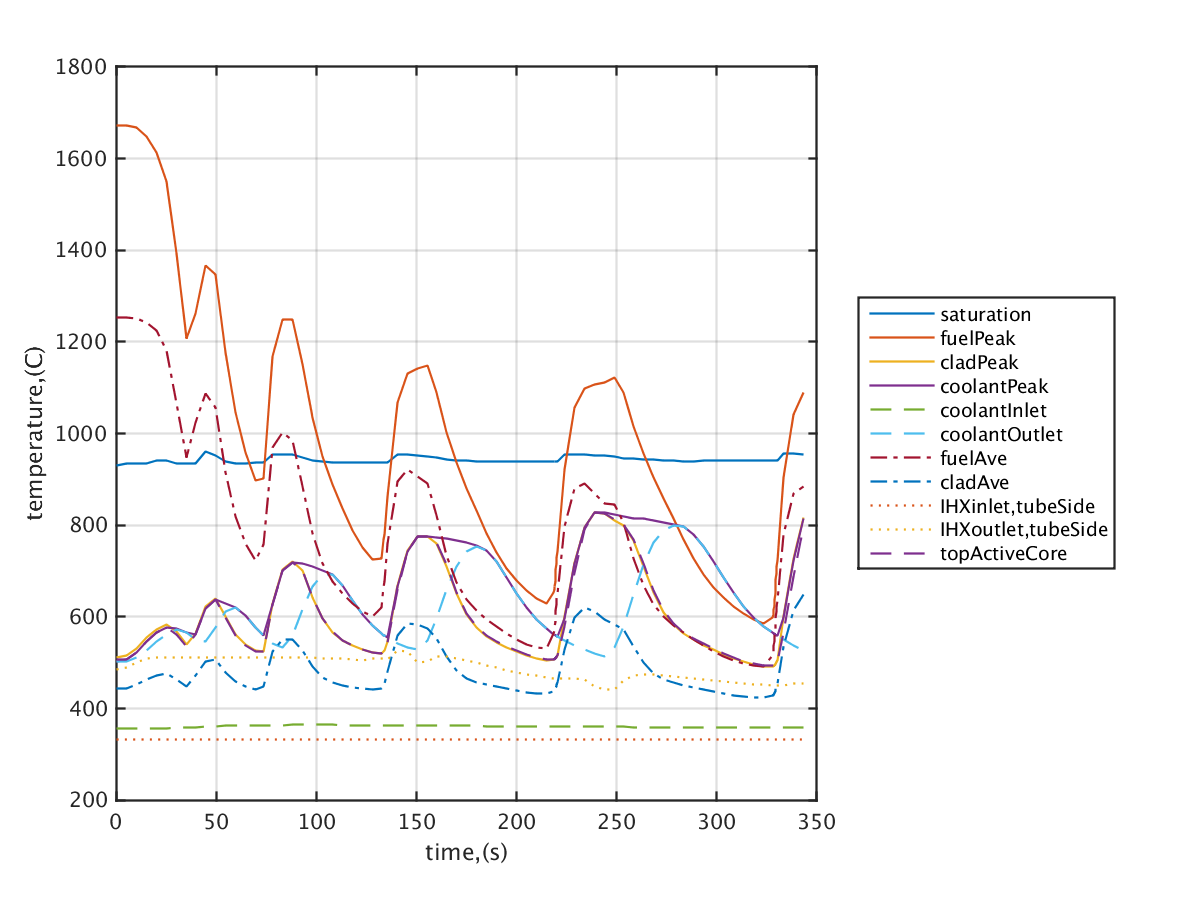 1800
1600
1400
1200
1000
800
600
400
200
temperature,(C)
0 50 100 150 200 250 300 350
time,(s)
saturation
fuelPeak
cladPeak
coolantPeak
coolantInlet
coolantOutlet
fuelAve
cladAve
IHXinlet,tubeSide
IHXoutlet,tubeSide
topActiveCore